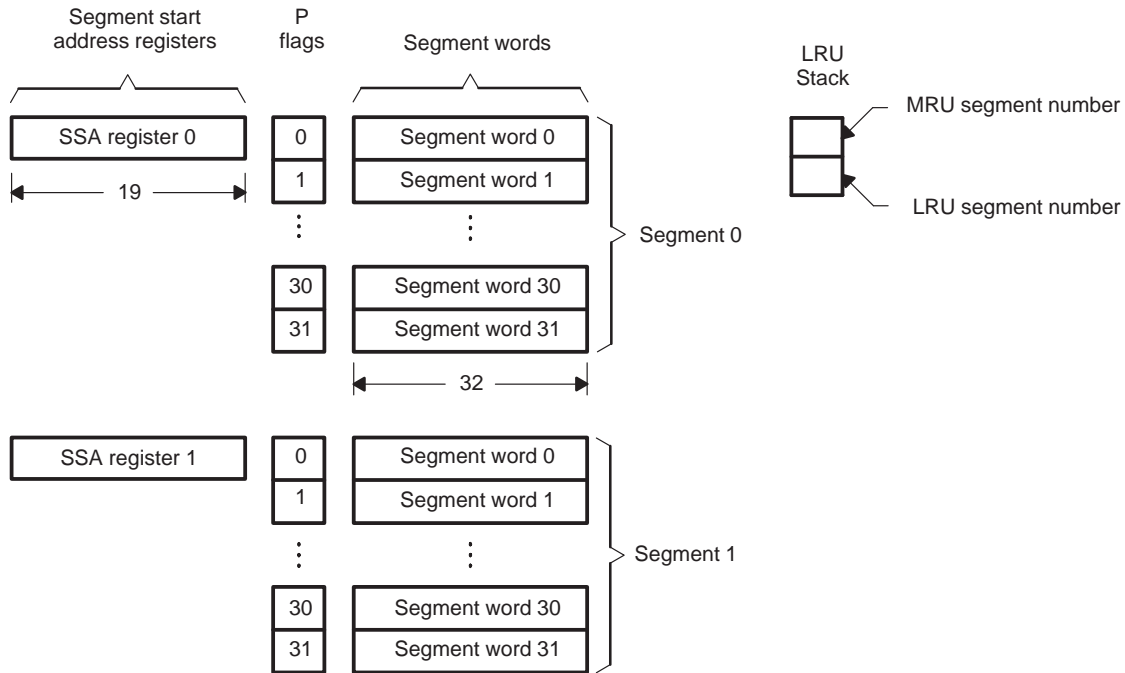 Segment start
address registers
P
flags
Segment words
LRU
Stack
MRU segment number
LRU segment number
SSA register 0
19
0
Segment word 0
1
Segment word 1
Segment 0
30
Segment word 30
31
Segment word 31
32
SSA register 1
0
Segment word 0
1
Segment word 1
Segment 1
30
Segment word 30
31
Segment word 31